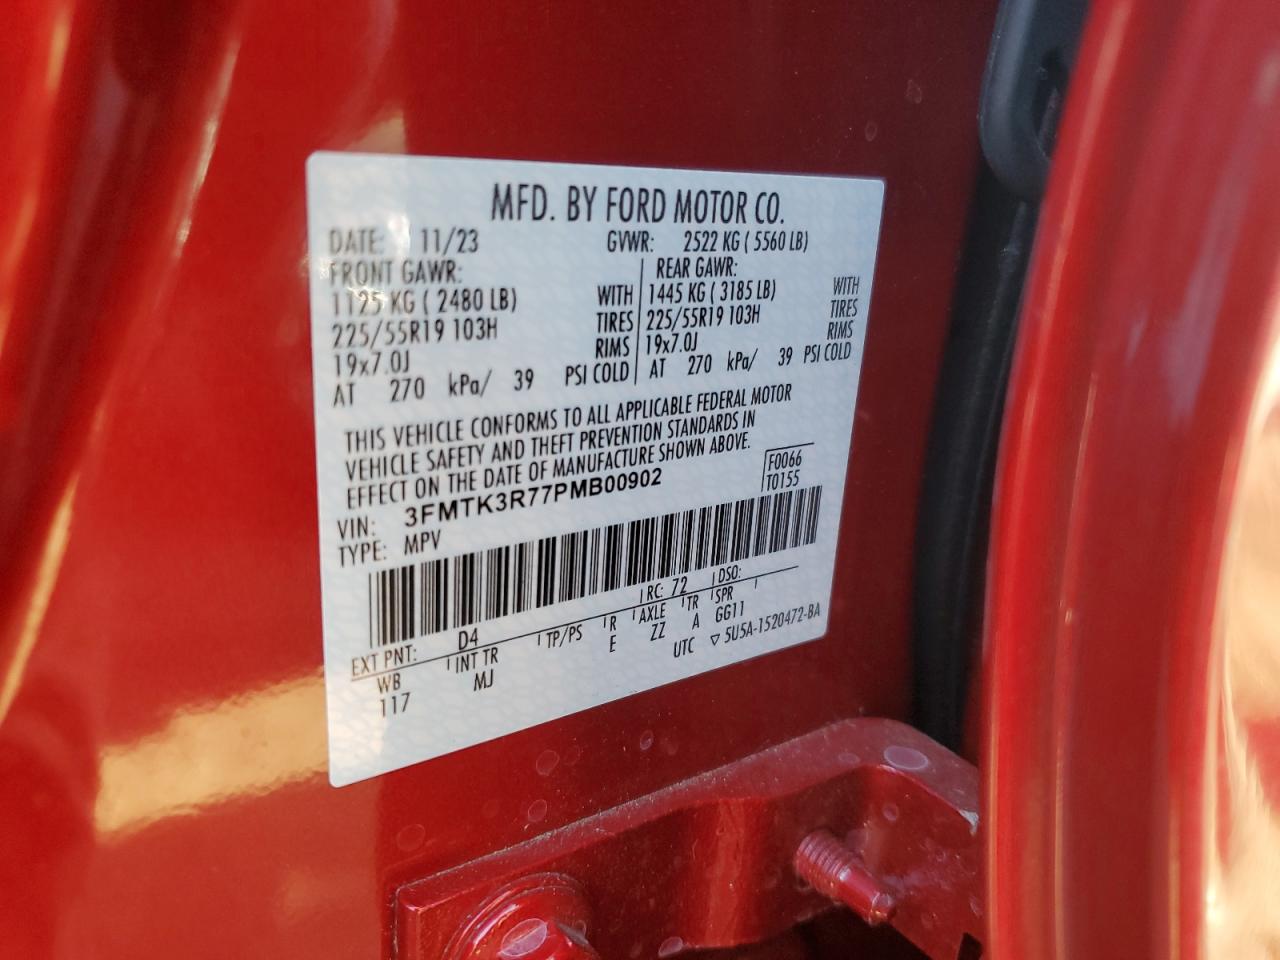 MFD. BY FORD MOTOR CO.
DATE: 11/23 GVWR: 2522 KG ( 5560 LB)
FRONT GAWR: REAR GAWR:
1125 KG ( 2480 LB) WITH 1445 KG ( 3185 LB) WITH
225/55R19 103H TIRES 225/55R19 103H TIRES
19x7.0J RIMS 19x7.0J RIMS
AT 270 kPa/ 39 PSI COLD AT 270 kPa/ 39 PSI COLD
THIS VEHICLE CONFORMS TO ALL APPLICABLE FEDERAL MOTOR
VEHICLE SAFETY AND THEFT PREVENTION STANDARDS IN
EFFECT ON THE DATE OF MANUFACTURE SHOWN ABOVE.
F0066
T0155
VIN: 3FMTK3R77PMB00902
TYPE: MPV
EXT PNT: D4 RC: 72 DSO:
WB INT TR TP/PS R AXLE TR SPR
117 MJ E ZZ A GG11
UTC ▽ 5U5A-1520472-BA